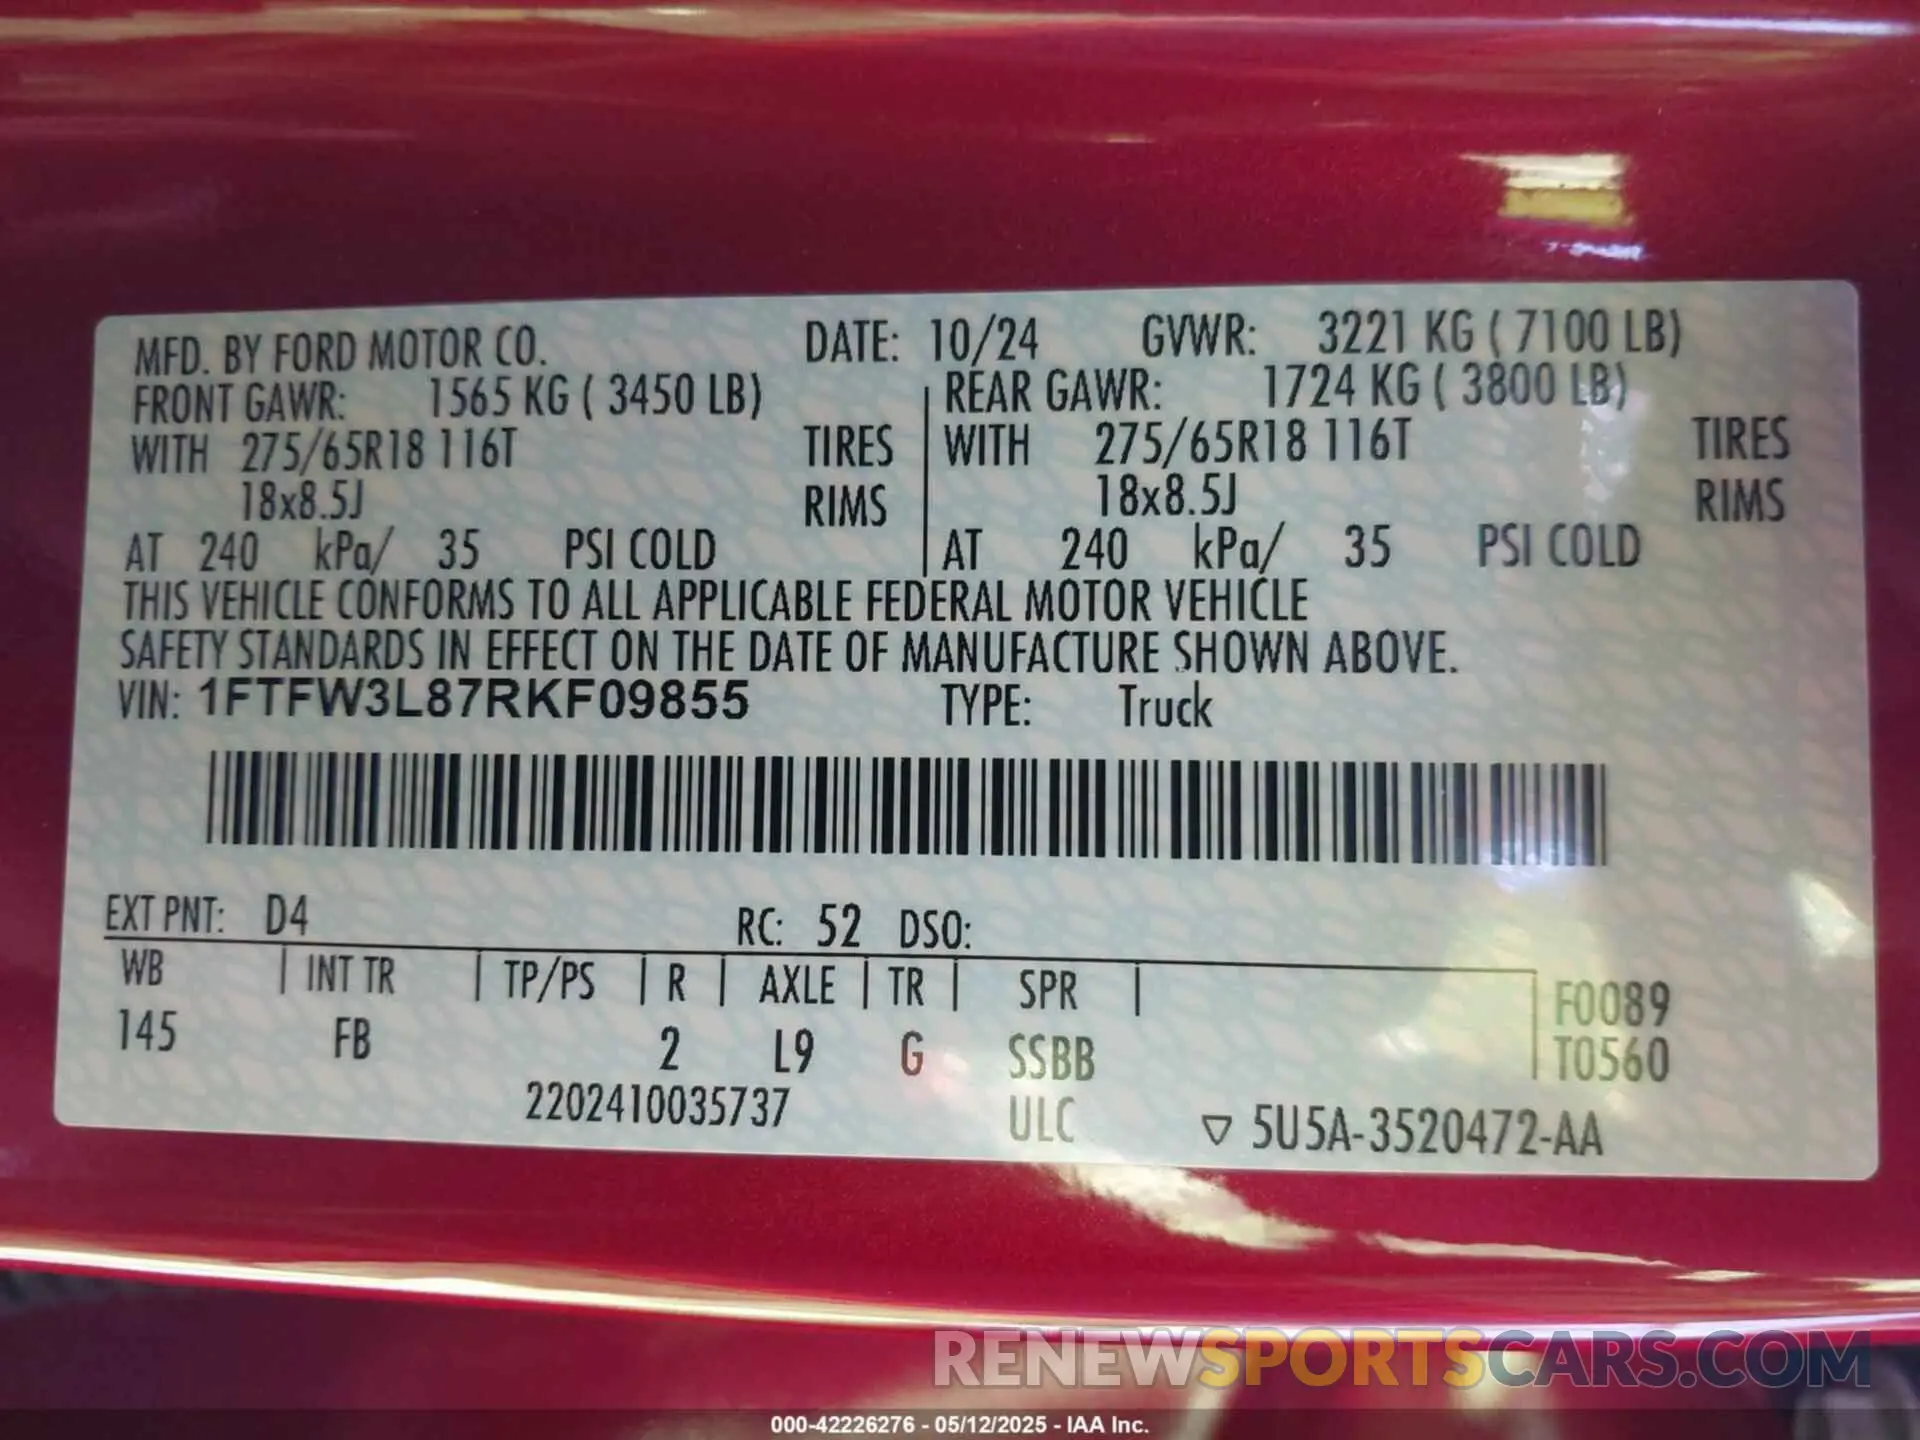 MFD. BY FORD MOTOR CO. DATE: 10/24 GVWR: 3221 KG ( 7100 LB)
FRONT GAWR: 1565 KG ( 3450 LB) REAR GAWR: 1724 KG ( 3800 LB)
WITH 275/65R18 116T TIRES WITH 275/65R18 116T TIRES
18x8.5J RIMS 18x8.5J RIMS
AT 240 kPa/ 35 PSI COLD AT 240 kPa/ 35 PSI COLD
THIS VEHICLE CONFORMS TO ALL APPLICABLE FEDERAL MOTOR VEHICLE
SAFETY STANDARDS IN EFFECT ON THE DATE OF MANUFACTURE SHOWN ABOVE.
VIN: 1FTFW3L87RKF09855 TYPE: Truck
EXT PNT: D4 RC: 52 DSO:
WB INT TR TP/PS R AXLE TR SPR F0089
145 FB 2 L9 G SSBB T0560
2202410035737 ULC ▽ 5U5A-3520472-AA
RENEWSPORTSCARS.COM
000-42226276 - 05/12/2025 - IAA Inc.